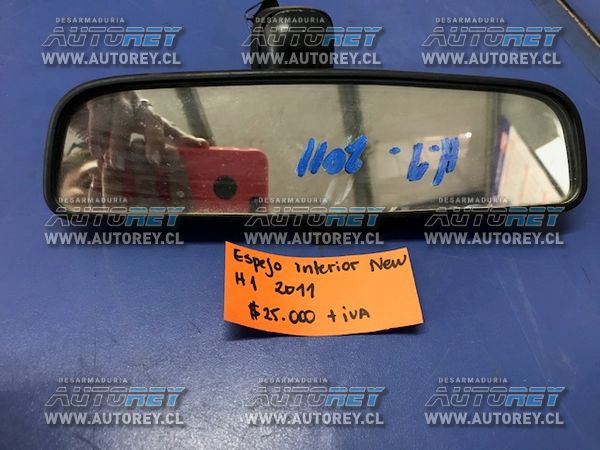 DESARMADURIA DESARMADURIA DESARMADURIA
AUTOREY AUTOREY AUTOREY
WWW.AUTOREY.CL WWW.AUTOREY.CL WWW.AUTOREY.CL
H-1 - 2011
DESARMADURIA DESARMADURIA DESARMADURIA
AUTOREY AUTOREY AUTOREY
WWW.AUTOREY.CL WWW.AUTOREY.CL WWW.AUTOREY.CL
Espejo interior New
H1 2011
$25.000 + iVA
DESARMADURIA DESARMADURIA DESARMADURIA
AUTOREY AUTOREY AUTOREY
WWW.AUTOREY.CL WWW.AUTOREY.CL WWW.AUTOREY.CL